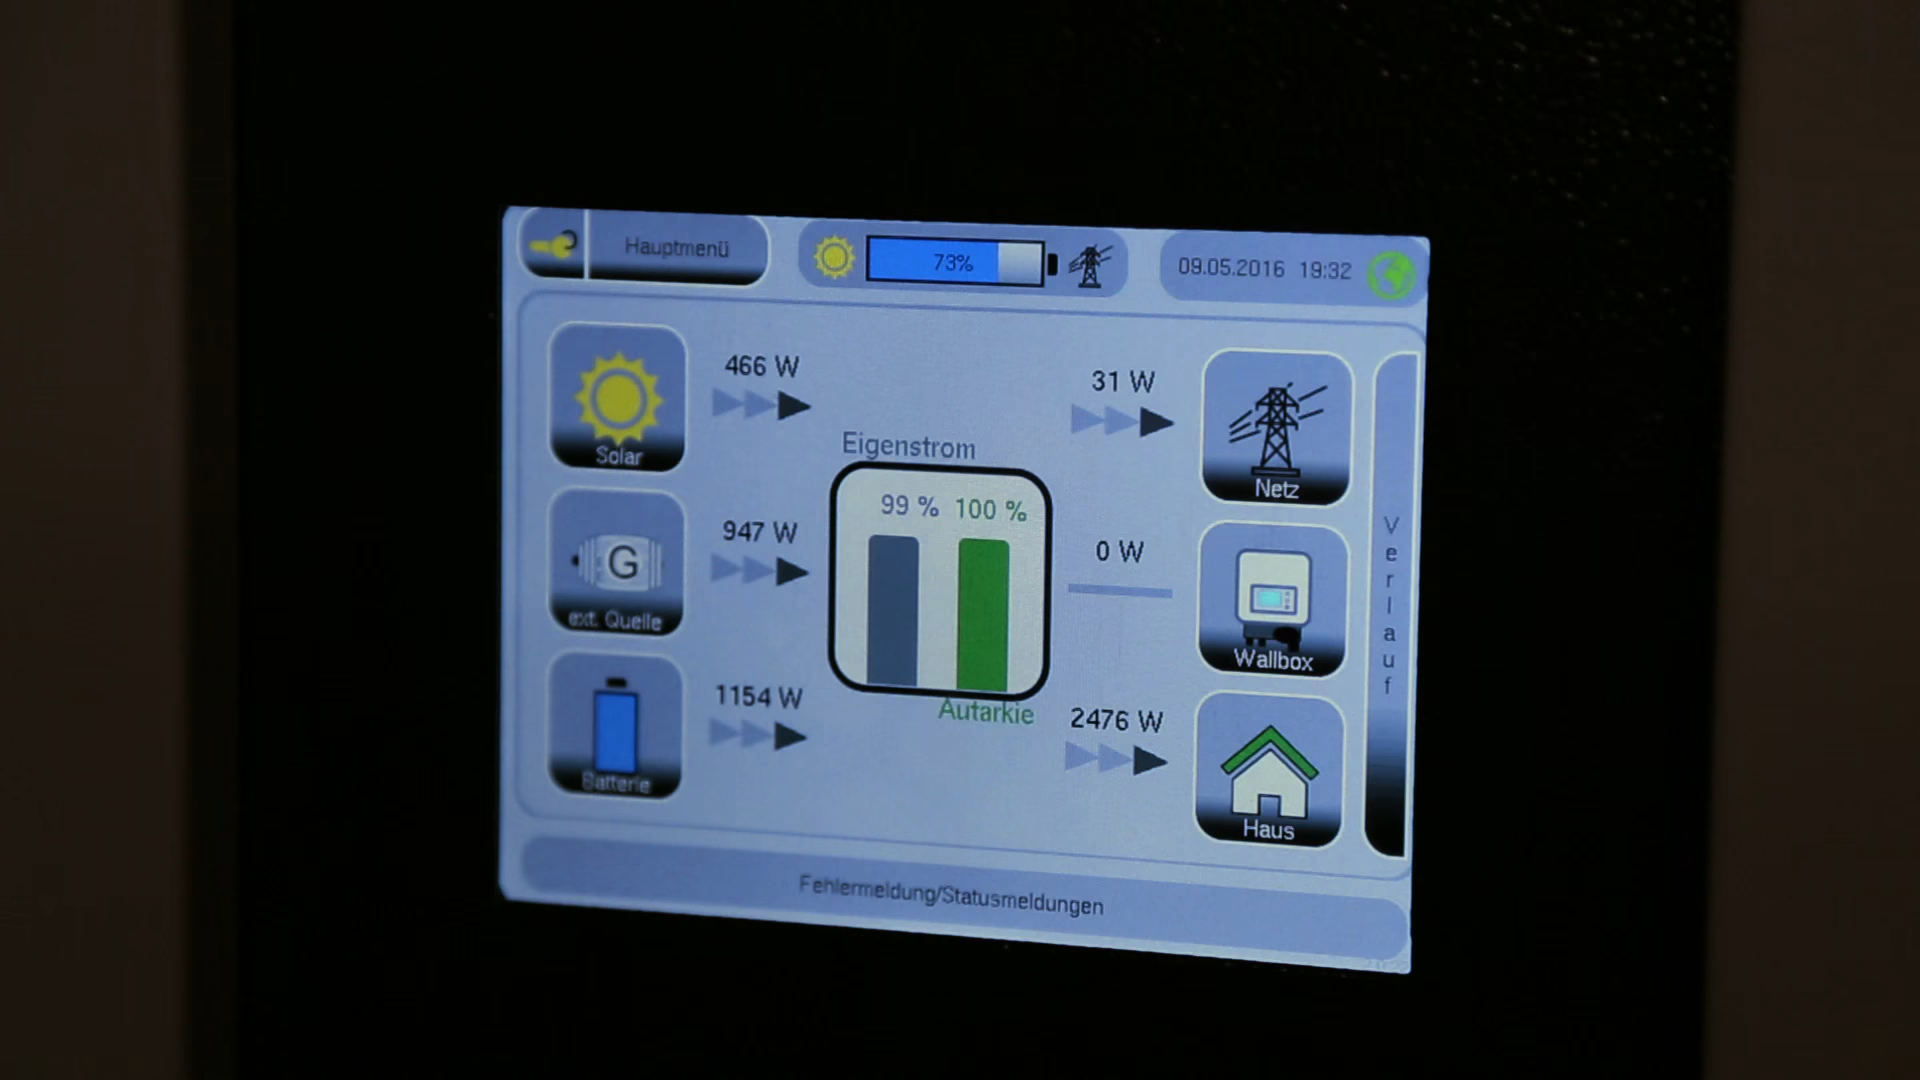 Hauptmenü
73%
09.05.2016 19:32
466 W
31 W
Solar
Eigenstrom
Netz
99 % 100 %
947 W
0 W
G
ext. Quelle
Wallbox
Verlauf
1154 W
Autarkie
2476 W
Batterie
Haus
Fehlermeldung/Statusmeldungen